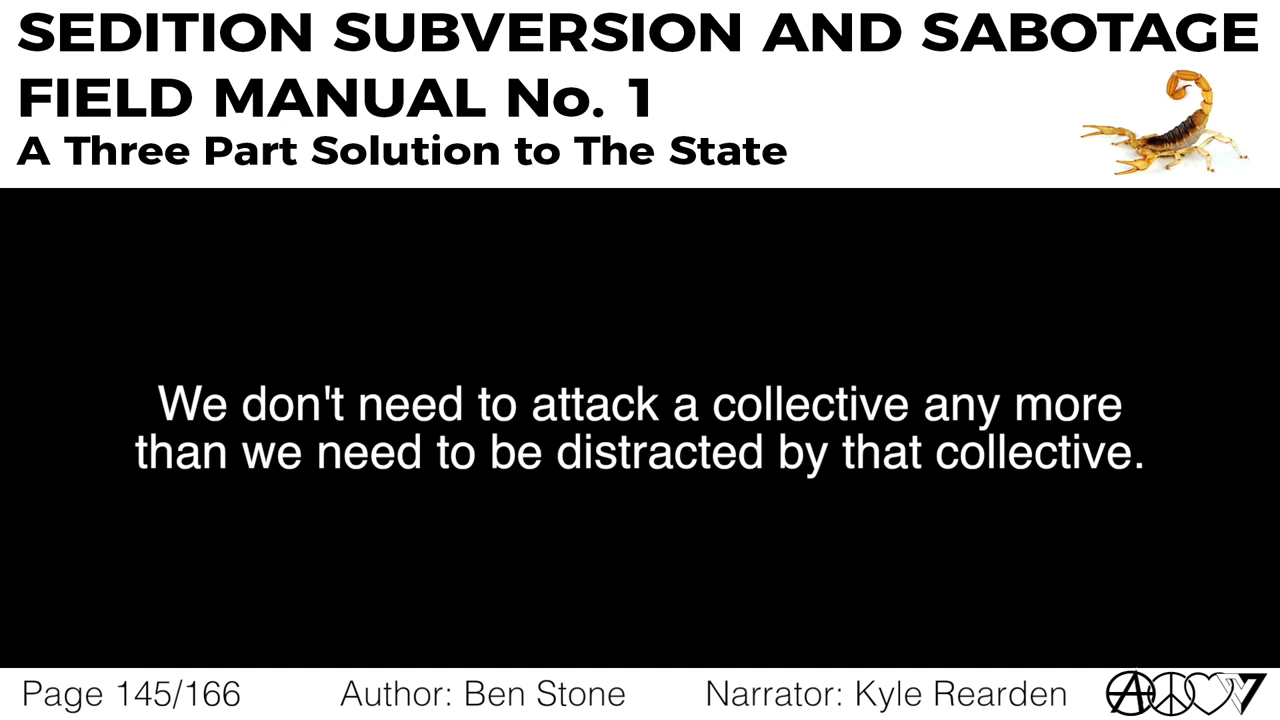 SEDITION SUBVERSION AND SABOTAGE
FIELD MANUAL No. 1
A Three Part Solution to The State
We don't need to attack a collective any more
than we need to be distracted by that collective.
Page 145/166 Author: Ben Stone Narrator: Kyle Rearden